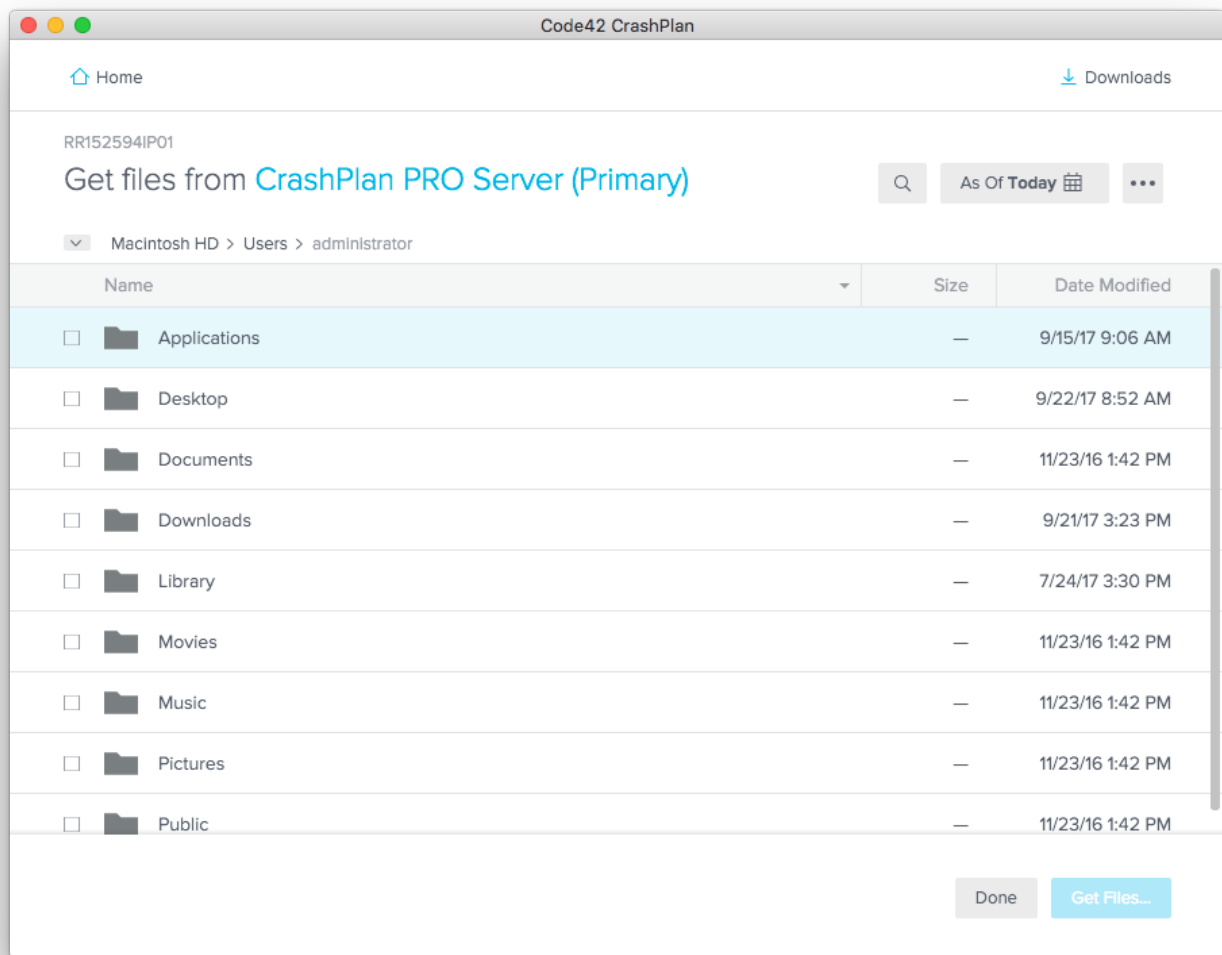 Code42 CrashPlan
Home Downloads
RR152594IP01
Get files from CrashPlan PRO Server (Primary)
As Of Today
Macintosh HD > Users > administrator
Name Size Date Modified
Applications — 9/15/17 9:06 AM
Desktop — 9/22/17 8:52 AM
Documents — 11/23/16 1:42 PM
Downloads — 9/21/17 3:23 PM
Library — 7/24/17 3:30 PM
Movies — 11/23/16 1:42 PM
Music — 11/23/16 1:42 PM
Pictures — 11/23/16 1:42 PM
Public — 11/23/16 1:42 PM
Done Get Files...